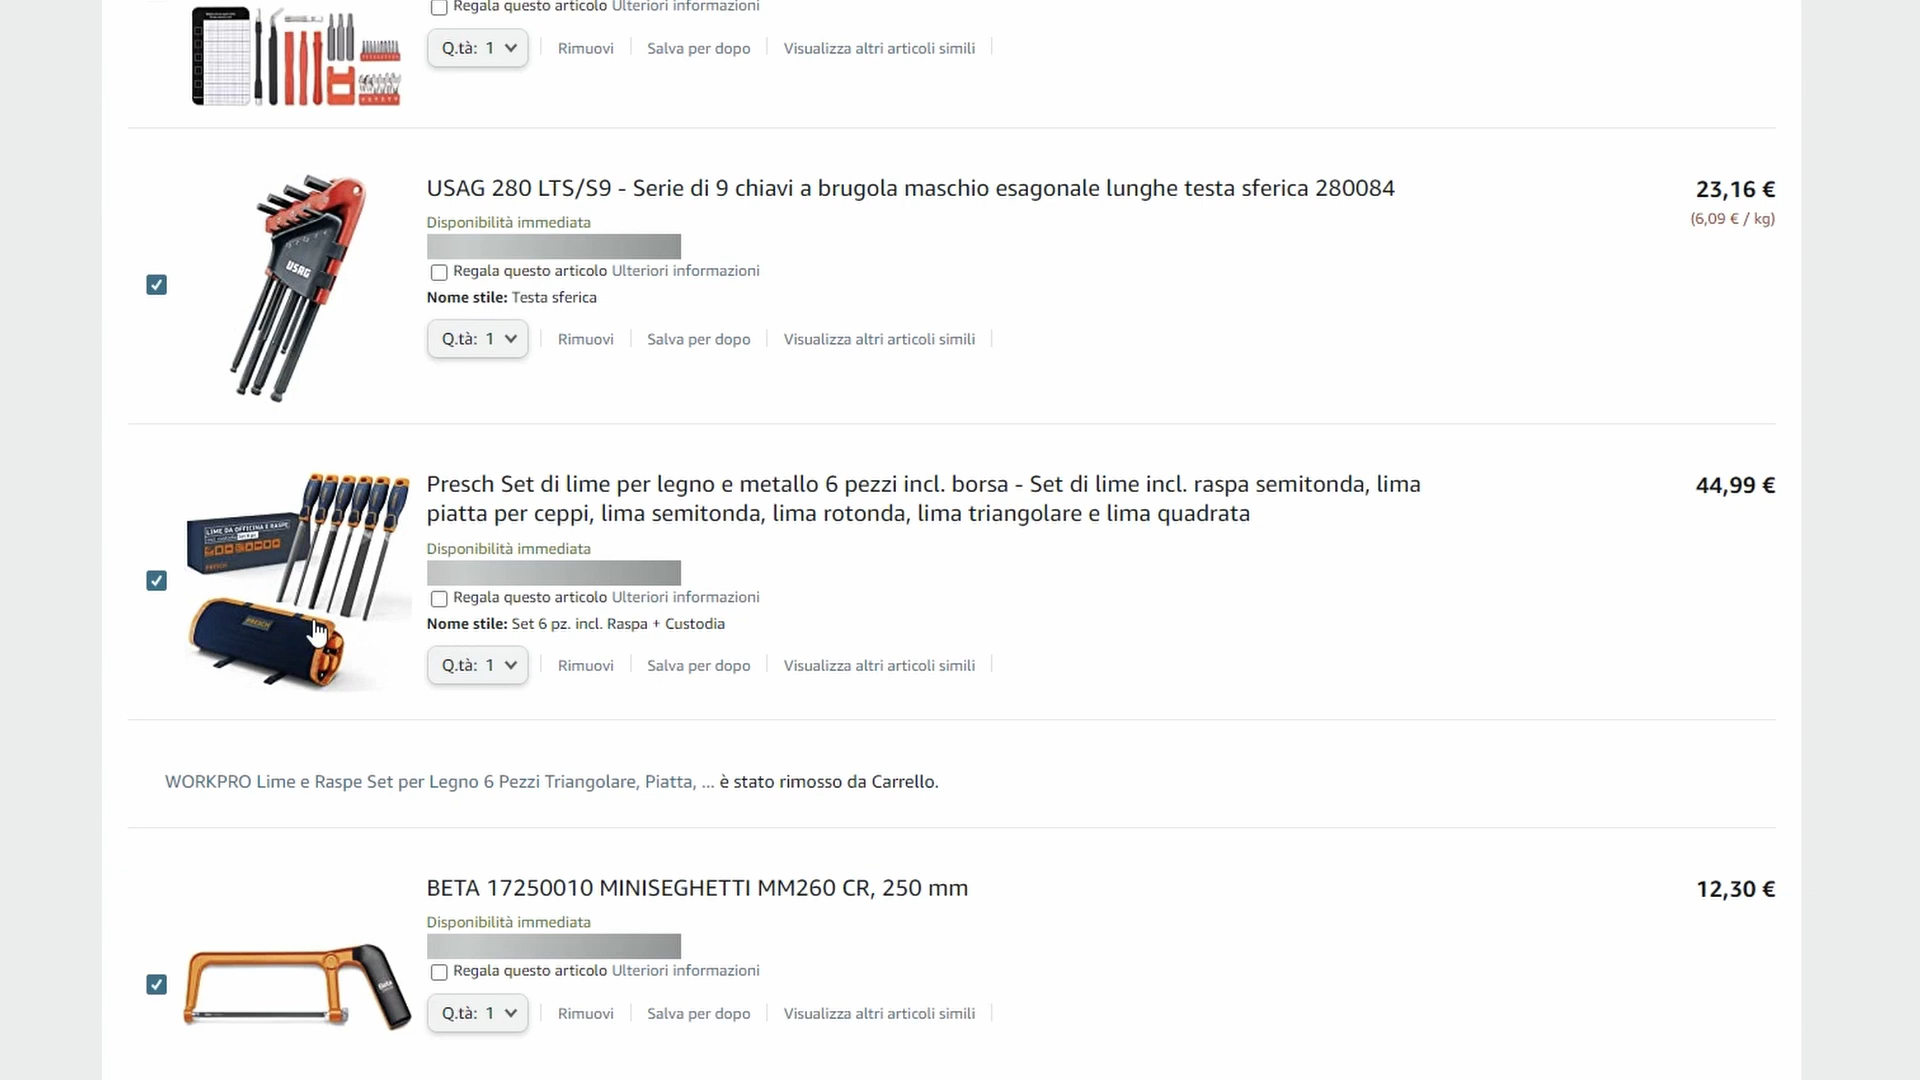 Regala questo articolo Ulteriori informazioni
Q.tà: 1 Rimuovi Salva per dopo Visualizza altri articoli simili
USAG 280 LTS/S9 - Serie di 9 chiavi a brugola maschio esagonale lunghe testa sferica 280084
23,16 €
Disponibilità immediata
(6,09 € / kg)
USAG
Regala questo articolo Ulteriori informazioni
Nome stile: Testa sferica
Q.tà: 1 Rimuovi Salva per dopo Visualizza altri articoli simili
Presch Set di lime per legno e metallo 6 pezzi incl. borsa - Set di lime incl. raspa semitonda, lima
44,99 €
piatta per ceppi, lima semitonda, lima rotonda, lima triangolare e lima quadrata
LIME DA OFFICINA E RASPE
Disponibilità immediata
PRESCH
Regala questo articolo Ulteriori informazioni
PRESCH
Nome stile: Set 6 pz. incl. Raspa + Custodia
Q.tà: 1 Rimuovi Salva per dopo Visualizza altri articoli simili
WORKPRO Lime e Raspe Set per Legno 6 Pezzi Triangolare, Piatta, ... è stato rimosso da Carrello.
BETA 17250010 MINISEGHETTI MM260 CR, 250 mm
12,30 €
Disponibilità immediata
Regala questo articolo Ulteriori informazioni
Beta
Q.tà: 1 Rimuovi Salva per dopo Visualizza altri articoli simili